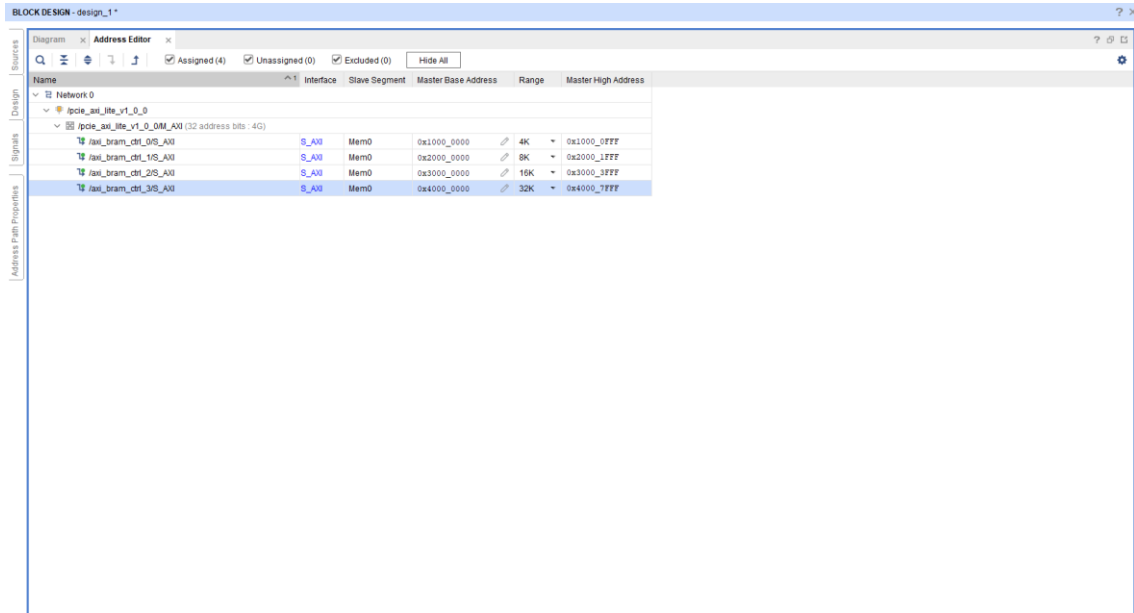 BLOCK DESIGN - design_1 *
Diagram Address Editor
Assigned (4) Unassigned (0) Excluded (0) Hide All
Name 1 Interface Slave Segment Master Base Address Range Master High Address
Network 0
/pcie_axi_lite_v1_0_0
/pcie_axi_lite_v1_0_0/M_AXI (32 address bits : 4G)
/axi_bram_ctrl_0/S_AXI S_AXI Mem0 0x1000_0000 4K 0x1000_0FFF
/axi_bram_ctrl_1/S_AXI S_AXI Mem0 0x2000_0000 8K 0x2000_1FFF
/axi_bram_ctrl_2/S_AXI S_AXI Mem0 0x3000_0000 16K 0x3000_3FFF
/axi_bram_ctrl_3/S_AXI S_AXI Mem0 0x4000_0000 32K 0x4000_7FFF
Sources
Design
Signals
Address Path Properties